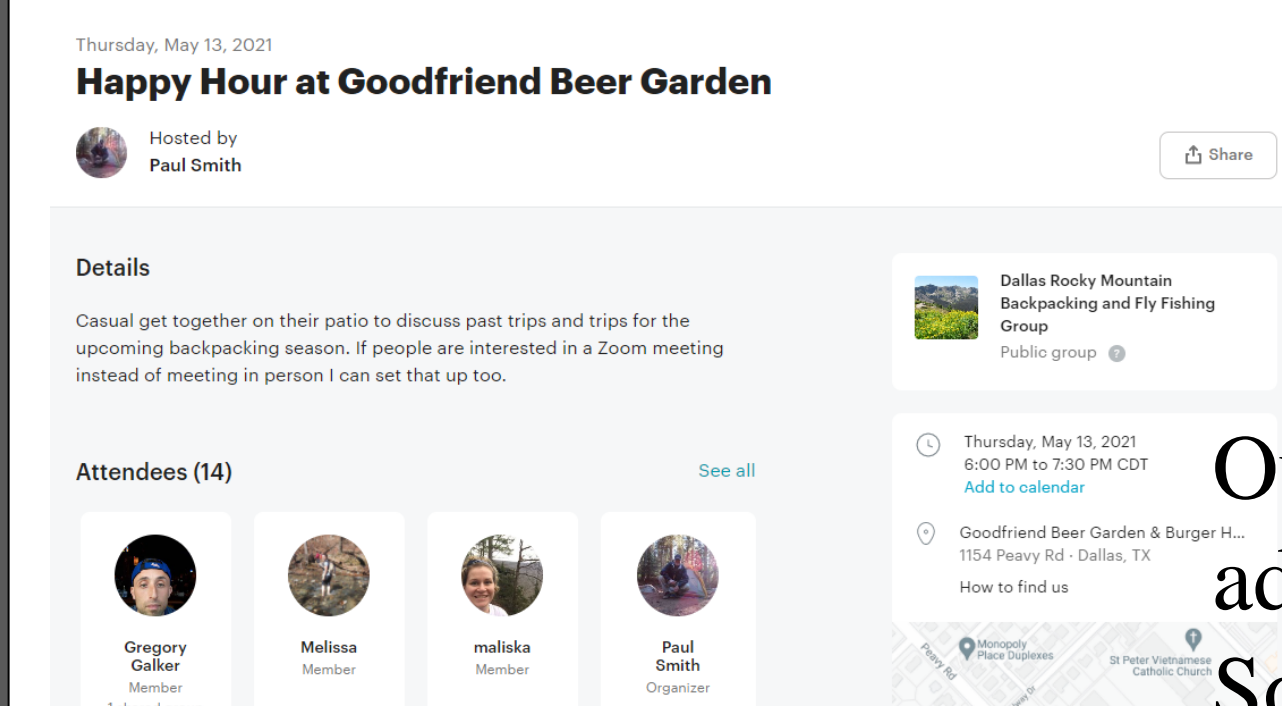 Thursday, May 13, 2021
Happy Hour at Goodfriend Beer Garden
Hosted by
Paul Smith
Share
Details
Casual get together on their patio to discuss past trips and trips for the
upcoming backpacking season. If people are interested in a Zoom meeting
instead of meeting in person I can set that up too.
Attendees (14)
See all
Gregory
Galker
Member
Melissa
Member
maliska
Member
Paul
Smith
Organizer
Dallas Rocky Mountain
Backpacking and Fly Fishing
Group
Public group ?
Thursday, May 13, 2021
6:00 PM to 7:30 PM CDT
Add to calendar
Goodfriend Beer Garden & Burger H...
1154 Peavy Rd · Dallas, TX
How to find us
Monopoly
Place Duplexes
Peavy Rd
St Peter Vietnamese
Catholic Church